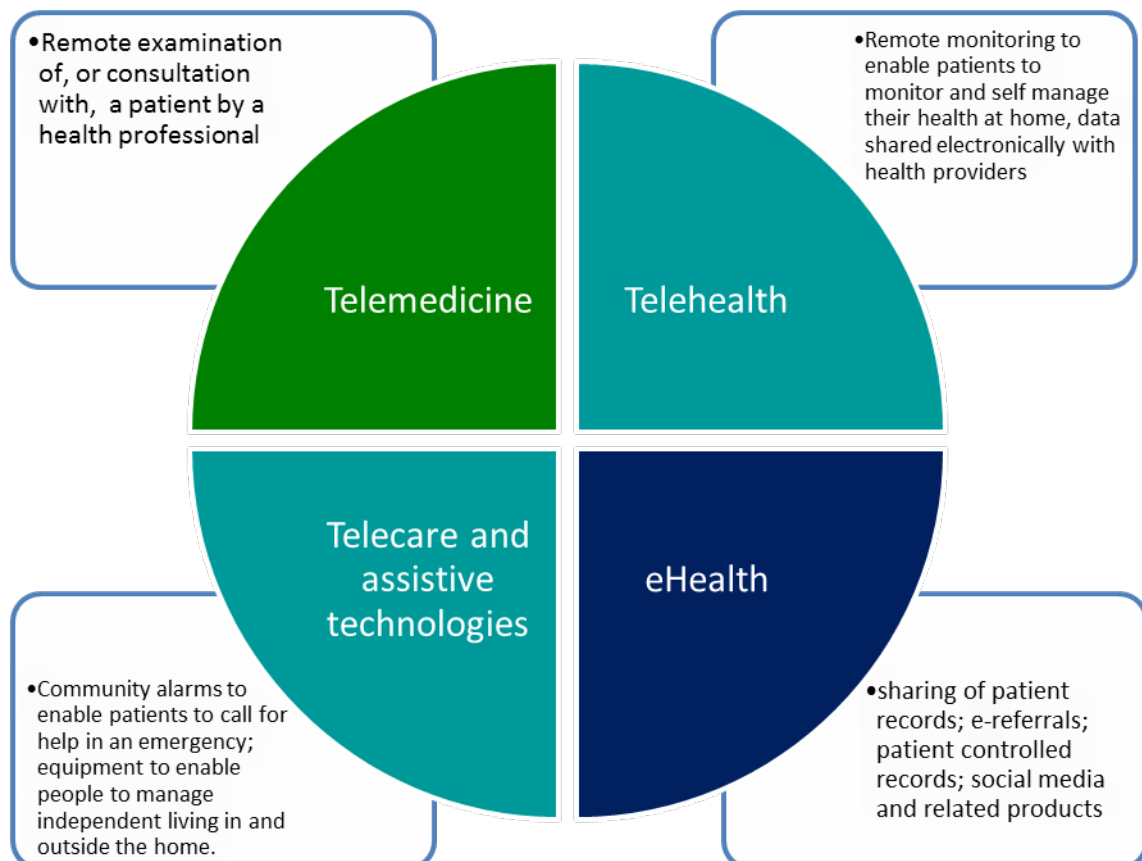 •Remote examination
of, or consultation
with, a patient by a
health professional
•Remote monitoring to
enable patients to
monitor and self manage
their health at home, data
shared electronically with
health providers
Telemedicine
Telehealth
Telecare and
assistive
technologies
eHealth
•Community alarms to
enable patients to call for
help in an emergency;
equipment to enable
people to manage
independent living in and
outside the home.
•sharing of patient
records; e-referrals;
patient controlled
records; social media
and related products